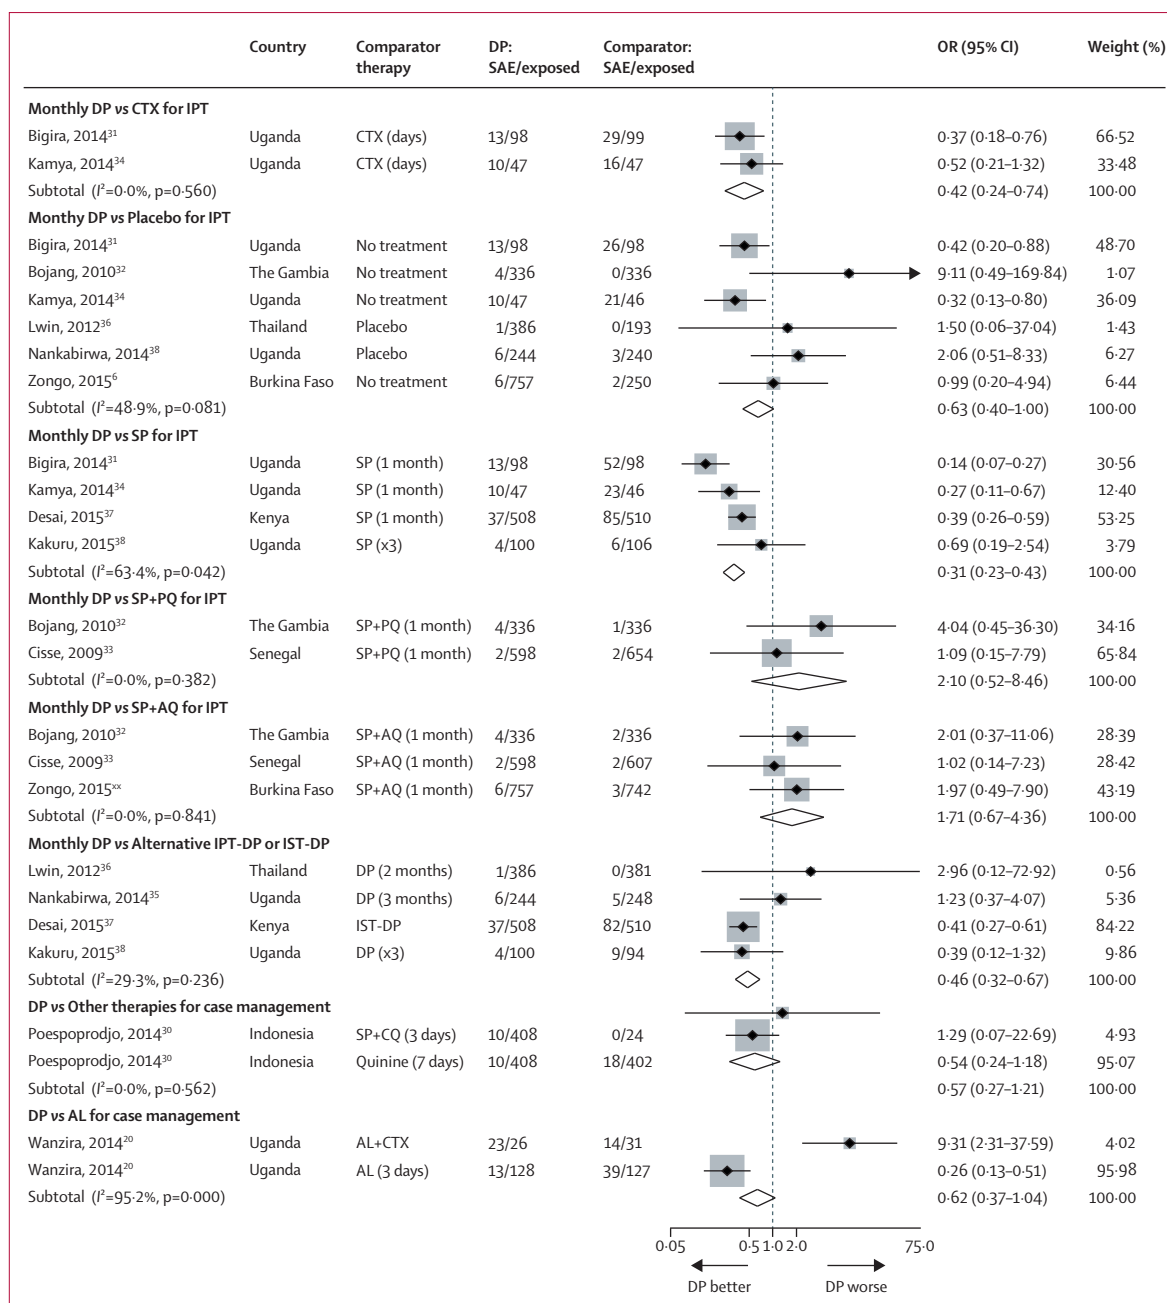 Country Comparator therapy DP: SAE/exposed Comparator: SAE/exposed OR (95% CI) Weight (%)
Monthly DP vs CTX for IPT
Bigira, 2014³¹ Uganda CTX (days) 13/98 29/99 0·37 (0·18–0·76) 66·52
Kamya, 2014³⁴ Uganda CTX (days) 10/47 16/47 0·52 (0·21–1·32) 33·48
Subtotal (I²=0·0%, p=0·560) 0·42 (0·24–0·74) 100·00
Monthy DP vs Placebo for IPT
Bigira, 2014³¹ Uganda No treatment 13/98 26/98 0·42 (0·20–0·88) 48·70
Bojang, 2010³² The Gambia No treatment 4/336 0/336 9·11 (0·49–169·84) 1·07
Kamya, 2014³⁴ Uganda No treatment 10/47 21/46 0·32 (0·13–0·80) 36·09
Lwin, 2012³⁶ Thailand Placebo 1/386 0/193 1·50 (0·06–37·04) 1·43
Nankabirwa, 2014³⁸ Uganda Placebo 6/244 3/240 2·06 (0·51–8·33) 6·27
Zongo, 2015⁶ Burkina Faso No treatment 6/757 2/250 0·99 (0·20–4·94) 6·44
Subtotal (I²=48·9%, p=0·081) 0·63 (0·40–1·00) 100·00
Monthly DP vs SP for IPT
Bigira, 2014³¹ Uganda SP (1 month) 13/98 52/98 0·14 (0·07–0·27) 30·56
Kamya, 2014³⁴ Uganda SP (1 month) 10/47 23/46 0·27 (0·11–0·67) 12·40
Desai, 2015³⁷ Kenya SP (1 month) 37/508 85/510 0·39 (0·26–0·59) 53·25
Kakuru, 2015³⁸ Uganda SP (x3) 4/100 6/106 0·69 (0·19–2·54) 3·79
Subtotal (I²=63·4%, p=0·042) 0·31 (0·23–0·43) 100·00
Monthly DP vs SP+PQ for IPT
Bojang, 2010³² The Gambia SP+PQ (1 month) 4/336 1/336 4·04 (0·45–36·30) 34·16
Cisse, 2009³³ Senegal SP+PQ (1 month) 2/598 2/654 1·09 (0·15–7·79) 65·84
Subtotal (I²=0·0%, p=0·382) 2·10 (0·52–8·46) 100·00
Monthly DP vs SP+AQ for IPT
Bojang, 2010³² The Gambia SP+AQ (1 month) 4/336 2/336 2·01 (0·37–11·06) 28·39
Cisse, 2009³³ Senegal SP+AQ (1 month) 2/598 2/607 1·02 (0·14–7·23) 28·42
Zongo, 2015ˣˣ Burkina Faso SP+AQ (1 month) 6/757 3/742 1·97 (0·49–7·90) 43·19
Subtotal (I²=0·0%, p=0·841) 1·71 (0·67–4·36) 100·00
Monthly DP vs Alternative IPT-DP or IST-DP
Lwin, 2012³⁶ Thailand DP (2 months) 1/386 0/381 2·96 (0·12–72·92) 0·56
Nankabirwa, 2014³⁵ Uganda DP (3 months) 6/244 5/248 1·23 (0·37–4·07) 5·36
Desai, 2015³⁷ Kenya IST-DP 37/508 82/510 0·41 (0·27–0·61) 84·22
Kakuru, 2015³⁸ Uganda DP (x3) 4/100 9/94 0·39 (0·12–1·32) 9·86
Subtotal (I²=29·3%, p=0·236) 0·46 (0·32–0·67) 100·00
DP vs Other therapies for case management
Poespoprodjo, 2014³⁰ Indonesia SP+CQ (3 days) 10/408 0/24 1·29 (0·07–22·69) 4·93
Poespoprodjo, 2014³⁰ Indonesia Quinine (7 days) 10/408 18/402 0·54 (0·24–1·18) 95·07
Subtotal (I²=0·0%, p=0·562) 0·57 (0·27–1·21) 100·00
DP vs AL for case management
Wanzira, 2014²⁰ Uganda AL+CTX 23/26 14/31 9·31 (2·31–37·59) 4·02
Wanzira, 2014²⁰ Uganda AL (3 days) 13/128 39/127 0·26 (0·13–0·51) 95·98
Subtotal (I²=95·2%, p=0·000) 0·62 (0·37–1·04) 100·00
0·05 0·5 1·0 2·0 75·0
DP better DP worse